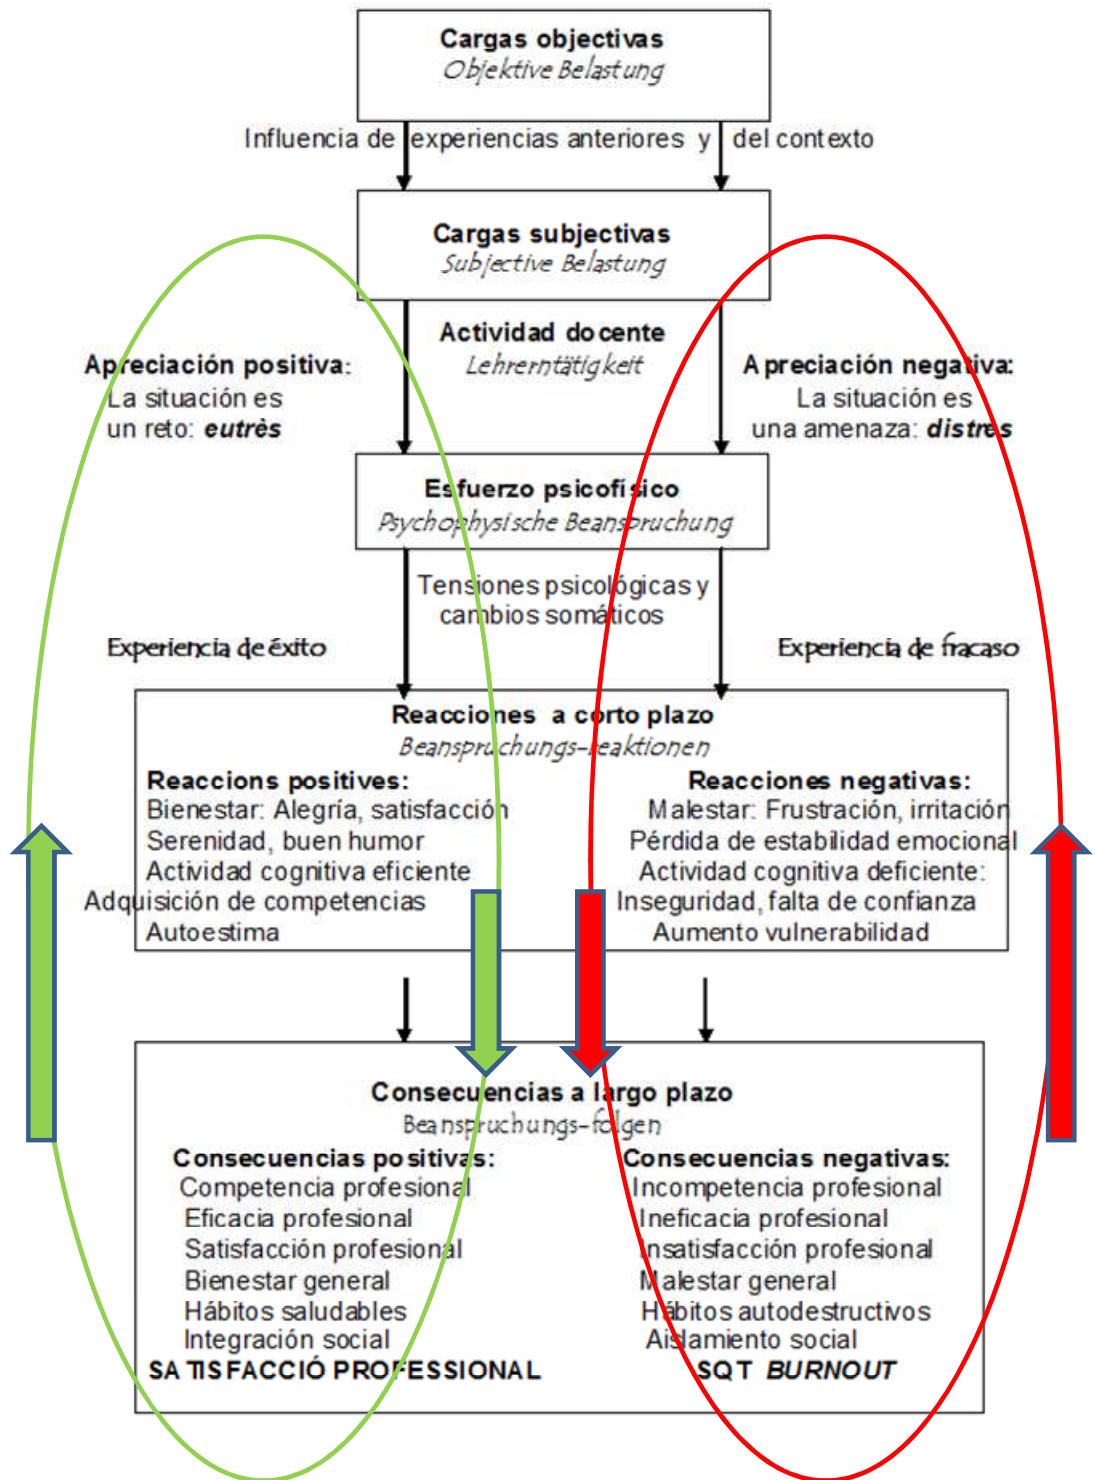 Cargas objectivas
Objektive Belastung
Influencia de experiencias anteriores y del contexto
Cargas subjectivas
Subjective Belastung
Actividad docente
Lehrerntätigkeit
Apreciación positiva:
La situación es
un reto: eutrès
Apreciación negativa:
La situación es
una amenaza: distres
Esfuerzo psicofísico
Psychophysische Beanspruchung
Tensiones psicológicas y
cambios somáticos
Experiencia de éxito
Experiencia de fracaso
Reacciones a corto plazo
Beanspruchungs-reaktionen
Reaccions positives:
Bienestar: Alegría, satisfacción
Serenidad, buen humor
Actividad cognitiva eficiente
Adquisición de competencias
Autoestima
Reacciones negativas:
Malestar: Frustración, irritación
Pérdida de estabilidad emocional
Actividad cognitiva deficiente:
Inseguridad, falta de confianza
Aumento vulnerabilidad
Consecuencias a largo plazo
Beanspruchungs-folgen
Consecuencias positivas:
Competencia profesional
Eficacia profesional
Satisfacción profesional
Bienestar general
Hábitos saludables
Integración social
SATISFACCIÓ PROFESSIONAL
Consecuencias negativas:
Incompetencia profesional
Ineficacia profesional
Insatisfacción profesional
Malestar general
Hábitos autodestructivos
Aislamiento social
SQT BURNOUT